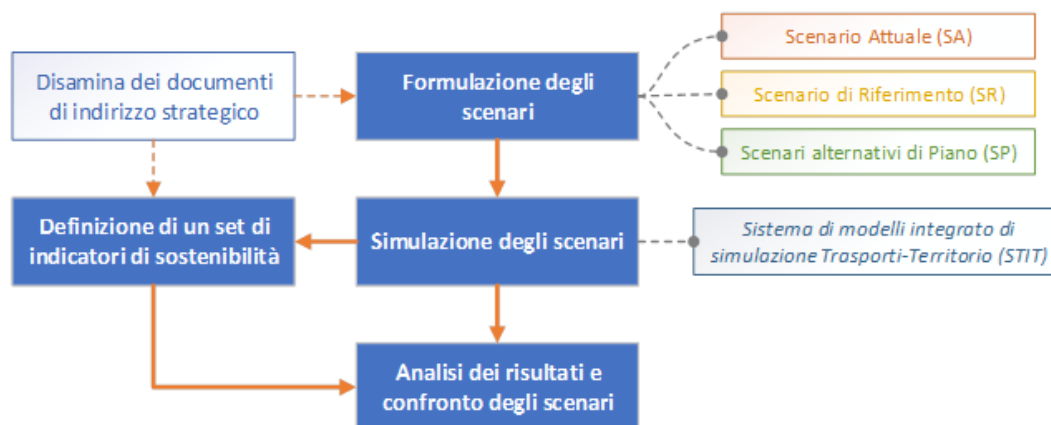 Disamina dei documenti
di indirizzo strategico
Formulazione degli
scenari
Scenario Attuale (SA)
Scenario di Riferimento (SR)
Scenari alternativi di Piano (SP)
Definizione di un set di
indicatori di sostenibilità
Simulazione degli scenari
Sistema di modelli integrato di
simulazione Trasporti-Territorio (STIT)
Analisi dei risultati e
confronto degli scenari